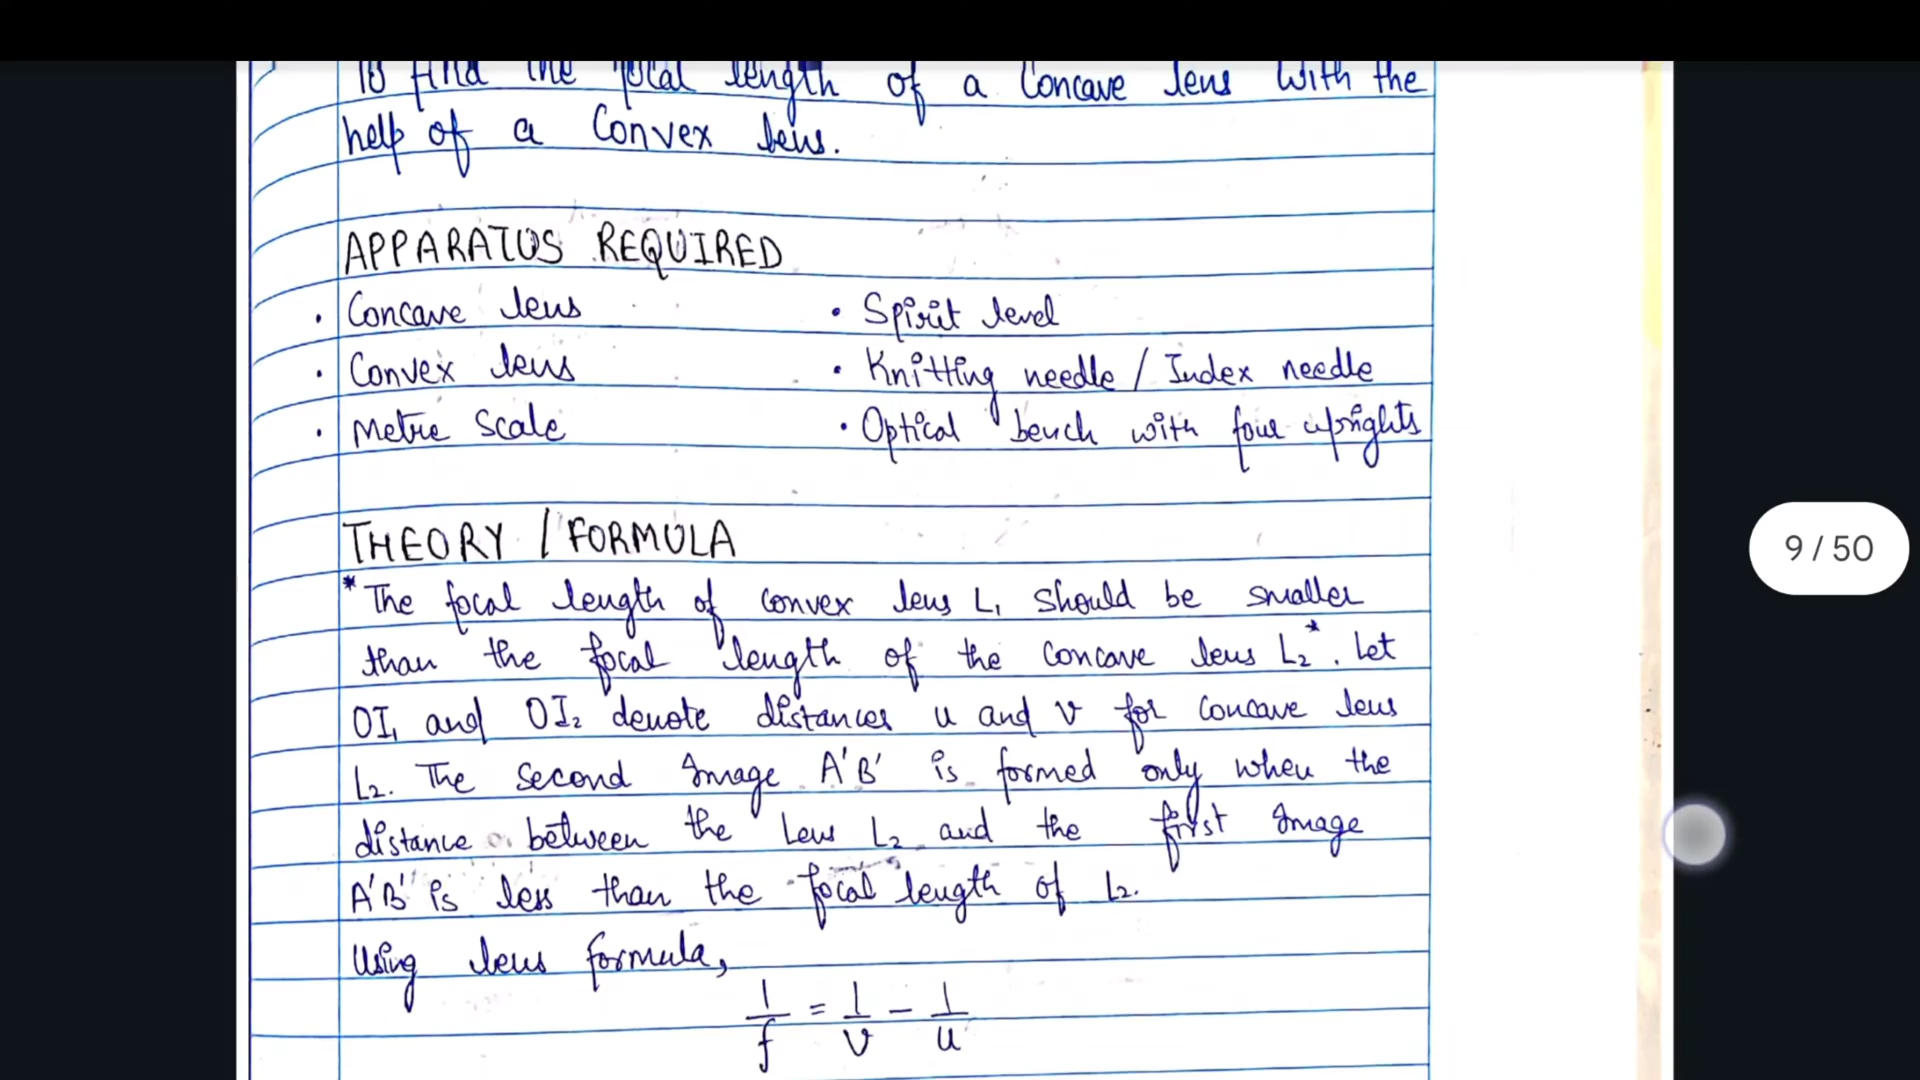 To find the focal length of a Concave lens with the
help of a Convex lens.
APPARATUS REQUIRED
• Concave lens
• Convex lens
• Metre Scale
• Spirit level
• Knitting needle / Index needle
• Optical bench with four uprights
THEORY / FORMULA
* The focal length of convex lens L₁ should be smaller
than the focal length of the concave lens L₂*. Let
OI₁ and OI₂ denote distances u and v for concave lens
L₂. The second Image A'B' is formed only when the
distance between the Lens L₂ and the first Image
A'B' is less than the focal length of L₂.
Using lens formula,
1/f = 1/v - 1/u
9 / 50